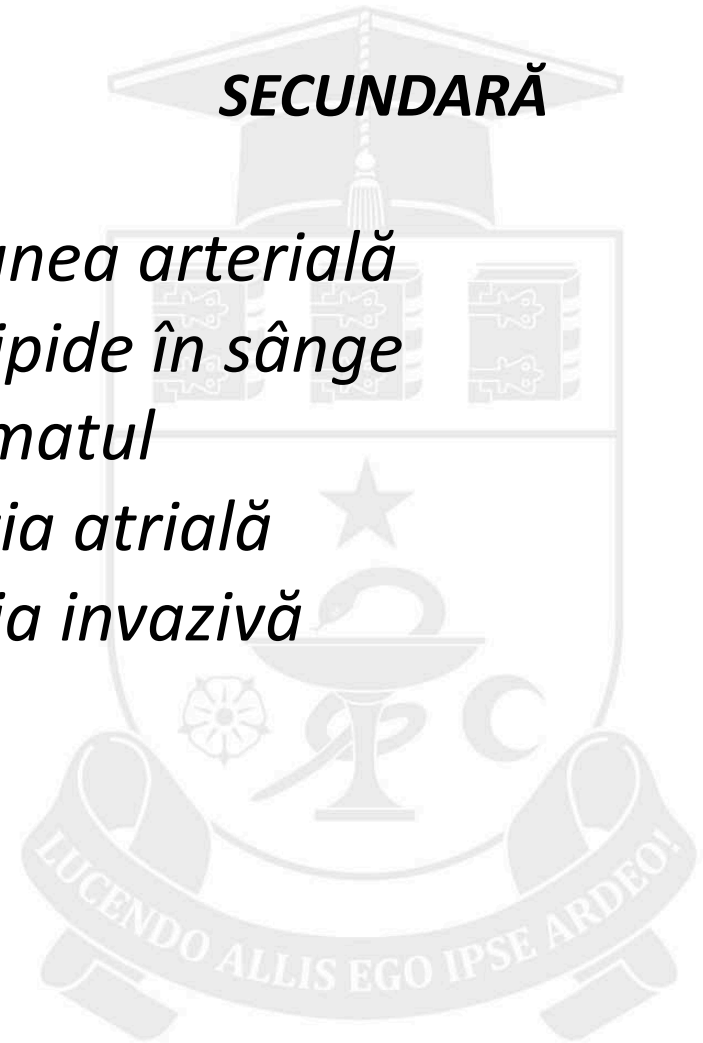 SECUNDARĂ
unea arterială
ipide în sânge
matul
ia atrială
ia invazivă
LUCENDO ALLIS EGO IPSE ARDEO!